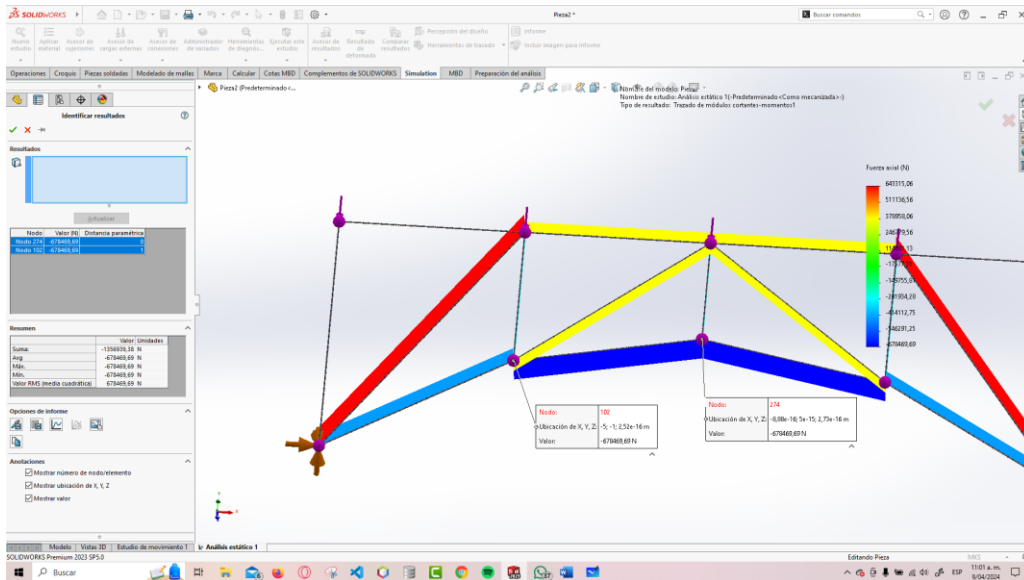 SOLIDWORKS
Pieza2 *
Buscar comandos
Nuevo estudio
Aplicar material
Asesor de sujeciones
Asesor de cargas externas
Asesor de conexiones
Administrador de variados
Herramientas de diagnós...
Ejecutar este estudio
Asesor de resultados
Resultado de deformada
Comparar resultados
Percepción del diseño
Herramientas de trazado
Informe
Incluir imagen para informe
Operaciones
Croquis
Piezas soldadas
Modelado de mallas
Marca
Calcular
Cotas MBD
Complementos de SOLIDWORKS
Simulation
MBD
Preparación del análisis
Pieza2 (Predeterminado <...
Nombre del modelo: Pieza2
Nombre de estudio: Análisis estático 1(-Predeterminado<Como mecanizada>-)
Tipo de resultado: Trazado de módulos cortantes-momentos1
Identificar resultados
Resultados
Actualizar
Nodo Valor (N) Distancia paramétrica
Nodo 274 -678469,69 0
Nodo 102 -678469,69 1
Resumen
Valor Unidades
Suma: -1356939,38 N
Avg -678469,69 N
Máx. -678469,69 N
Mín. -678469,69 N
Valor RMS (media cuadrática) 678469,69 N
Opciones de informe
Anotaciones
Mostrar número de nodo/elemento
Mostrar ubicación de X, Y, Z
Mostrar valor
Fuerza axial (N)
643315,06
511136,56
378958,06
-414112,75
-546291,25
-678469,69
Nodo: 102
Ubicación de X, Y, Z: -5; -1; 2,52e-16 m
Valor: -678469,69 N
Nodo: 274
Ubicación de X, Y, Z: -8,88e-16; 5e-15; 2,73e-16 m
Valor: -678469,69 N
Modelo
Vistas 3D
Estudio de movimiento 1
Análisis estático 1
SOLIDWORKS Premium 2023 SP5.0
Editando Pieza
MKS
Buscar
ESP
11:01 a. m.
8/04/2024